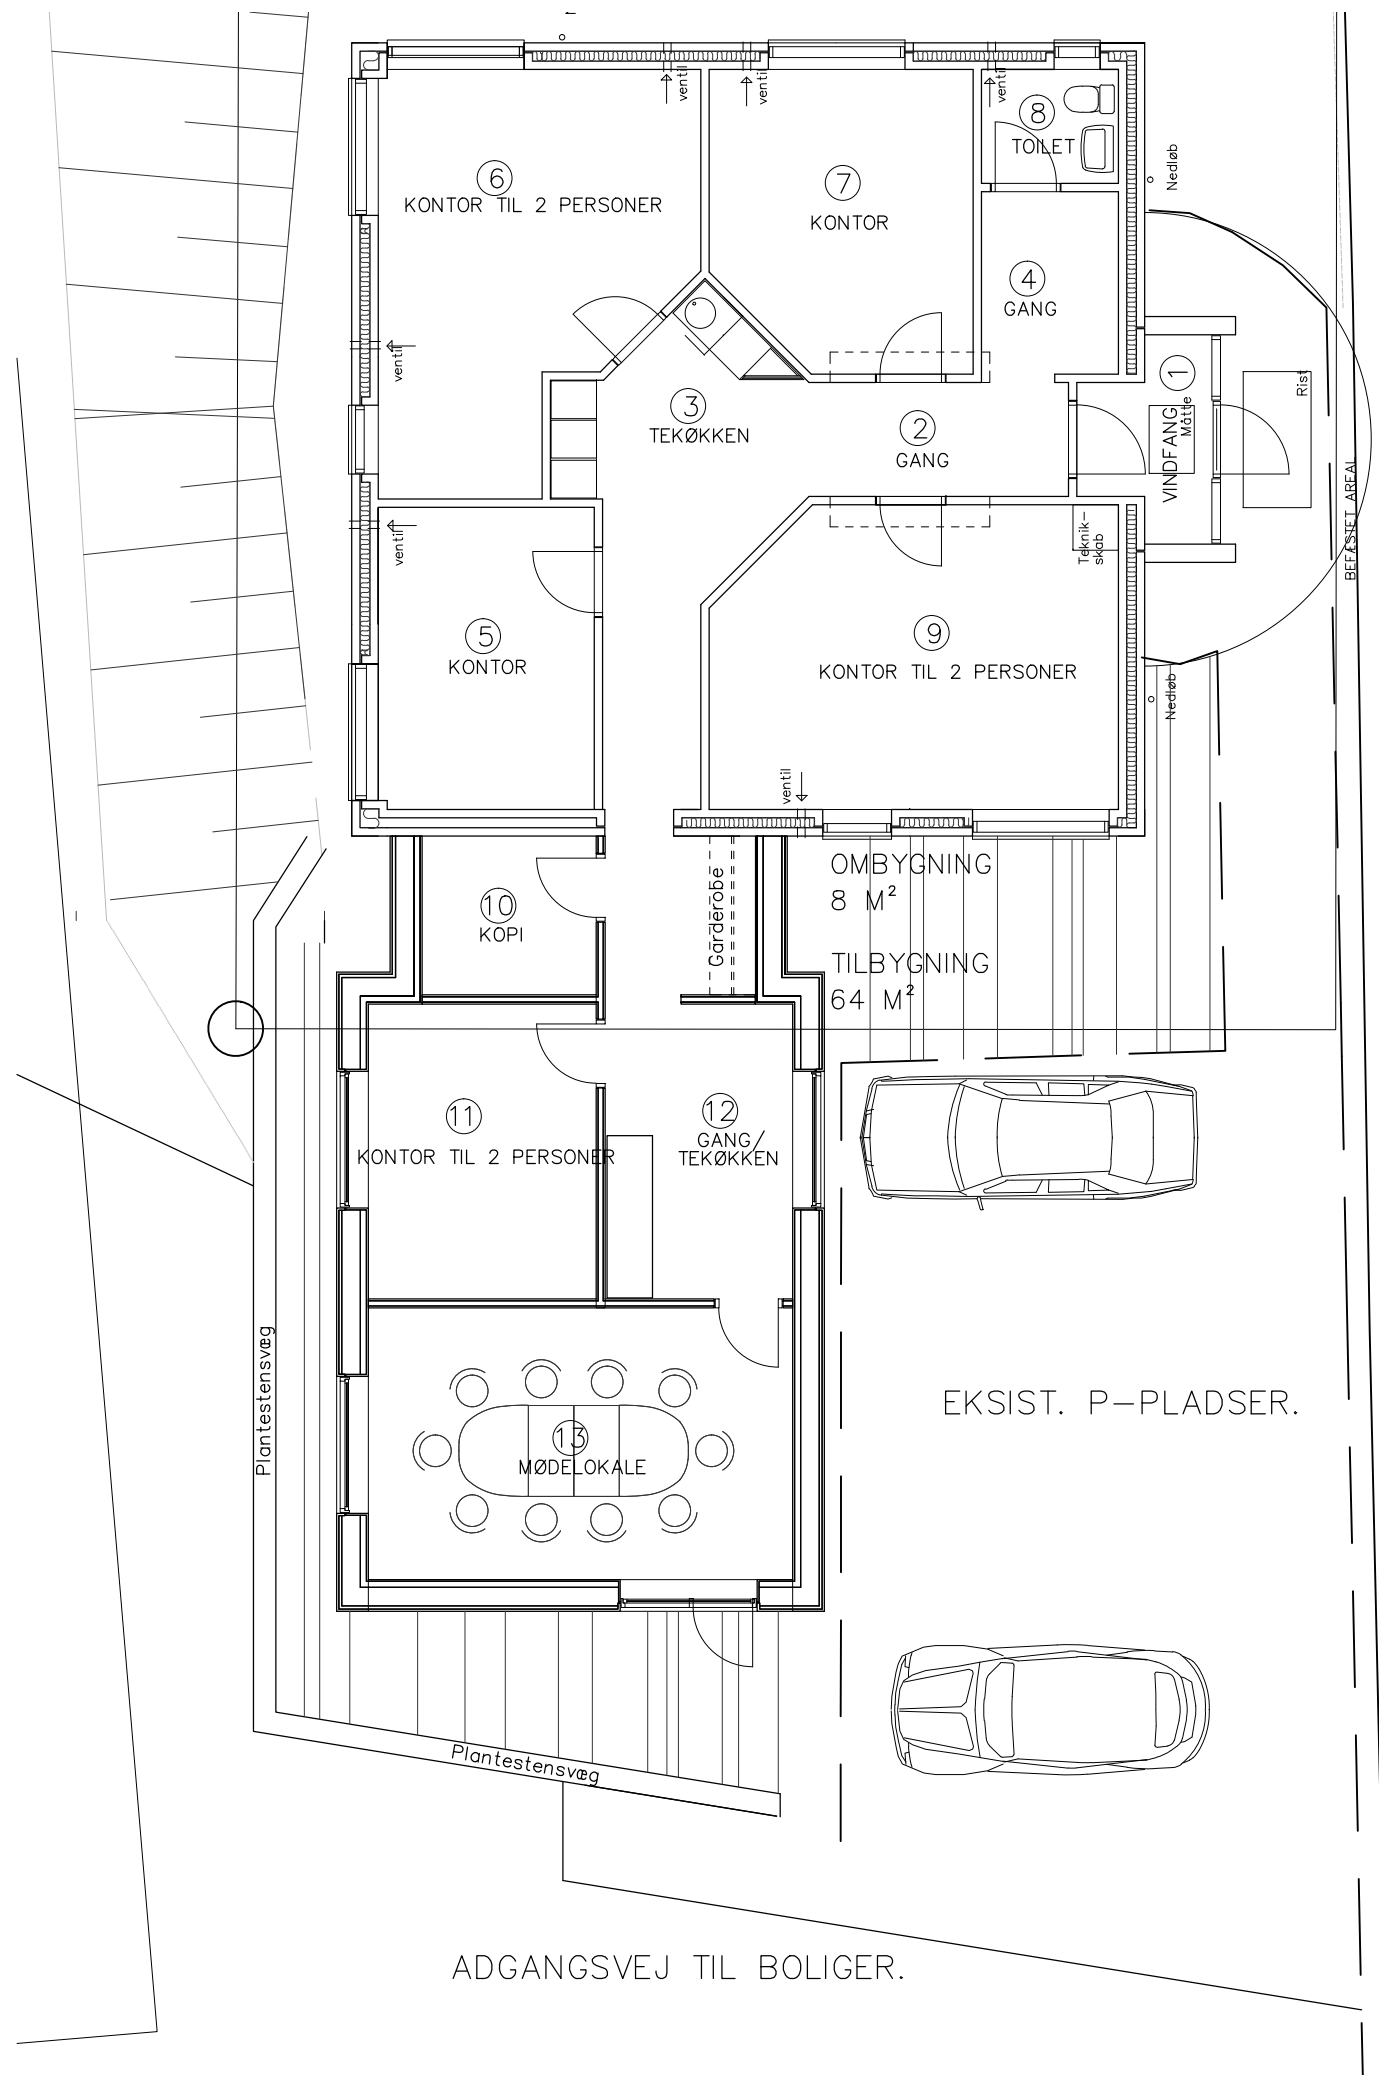 ventil
ventil
ventil
8
TOILET
Nedløb
6
KONTOR TIL 2 PERSONER
7
KONTOR
4
GANG
ventil
1
VINDFANG
Måtte
Rist
3
TEKØKKEN
2
GANG
BEFÆSTET AREAL
ventil
Teknik-
skab
5
KONTOR
9
KONTOR TIL 2 PERSONER
Nedløb
ventil
OMBYGNING
8 M²
10
KOPI
Garderobe
TILBYGNING
64 M²
11
KONTOR TIL 2 PERSONER
12
GANG/
TEKØKKEN
Plantestensvæg
EKSIST. P-PLADSER.
13
MØDELOKALE
Plantestensvæg
ADGANGSVEJ TIL BOLIGER.